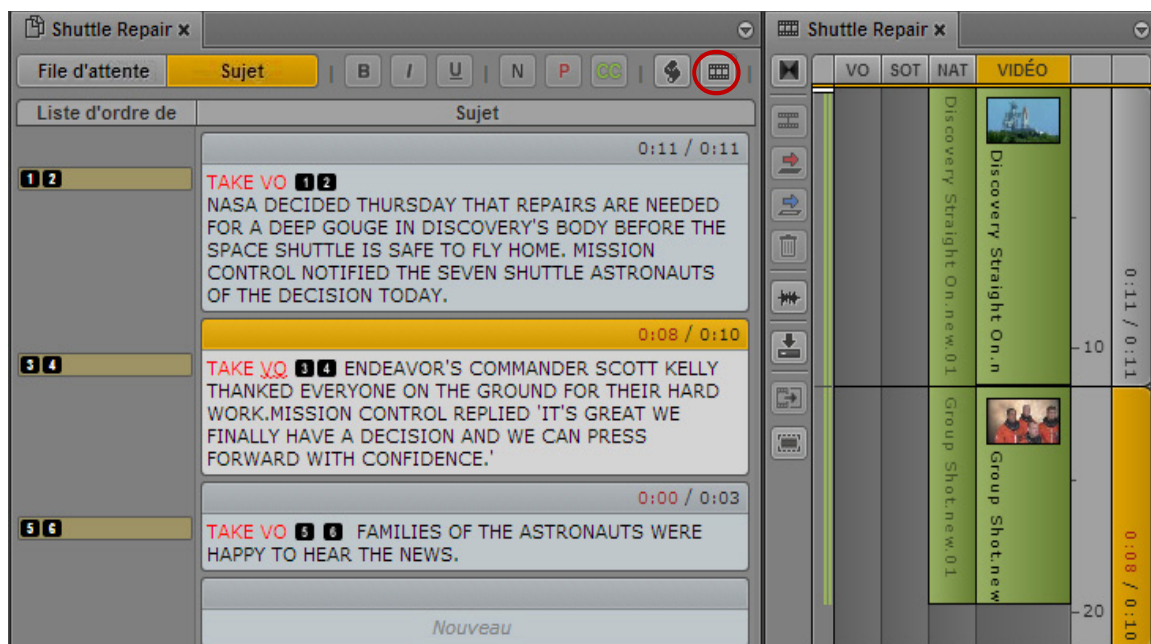 Shuttle Repair x
File d'attente
Sujet
B
I
U
N
P
CC
Liste d'ordre de
Sujet
0:11 / 0:11
1 2
TAKE VO 1 2
NASA DECIDED THURSDAY THAT REPAIRS ARE NEEDED
FOR A DEEP GOUGE IN DISCOVERY'S BODY BEFORE THE
SPACE SHUTTLE IS SAFE TO FLY HOME. MISSION
CONTROL NOTIFIED THE SEVEN SHUTTLE ASTRONAUTS
OF THE DECISION TODAY.
0:08 / 0:10
3 4
TAKE VO 3 4 ENDEAVOR'S COMMANDER SCOTT KELLY
THANKED EVERYONE ON THE GROUND FOR THEIR HARD
WORK.MISSION CONTROL REPLIED 'IT'S GREAT WE
FINALLY HAVE A DECISION AND WE CAN PRESS
FORWARD WITH CONFIDENCE.'
0:00 / 0:03
5 6
TAKE VO 5 6 FAMILIES OF THE ASTRONAUTS WERE
HAPPY TO HEAR THE NEWS.
Nouveau
Shuttle Repair x
VO
SOT
NAT
VIDÉO
Discovery Straight On.new.01
Discovery Straight On.n
10
0:11 / 0:11
Group Shot.new.01
Group Shot.new
20
0:08 / 0:10